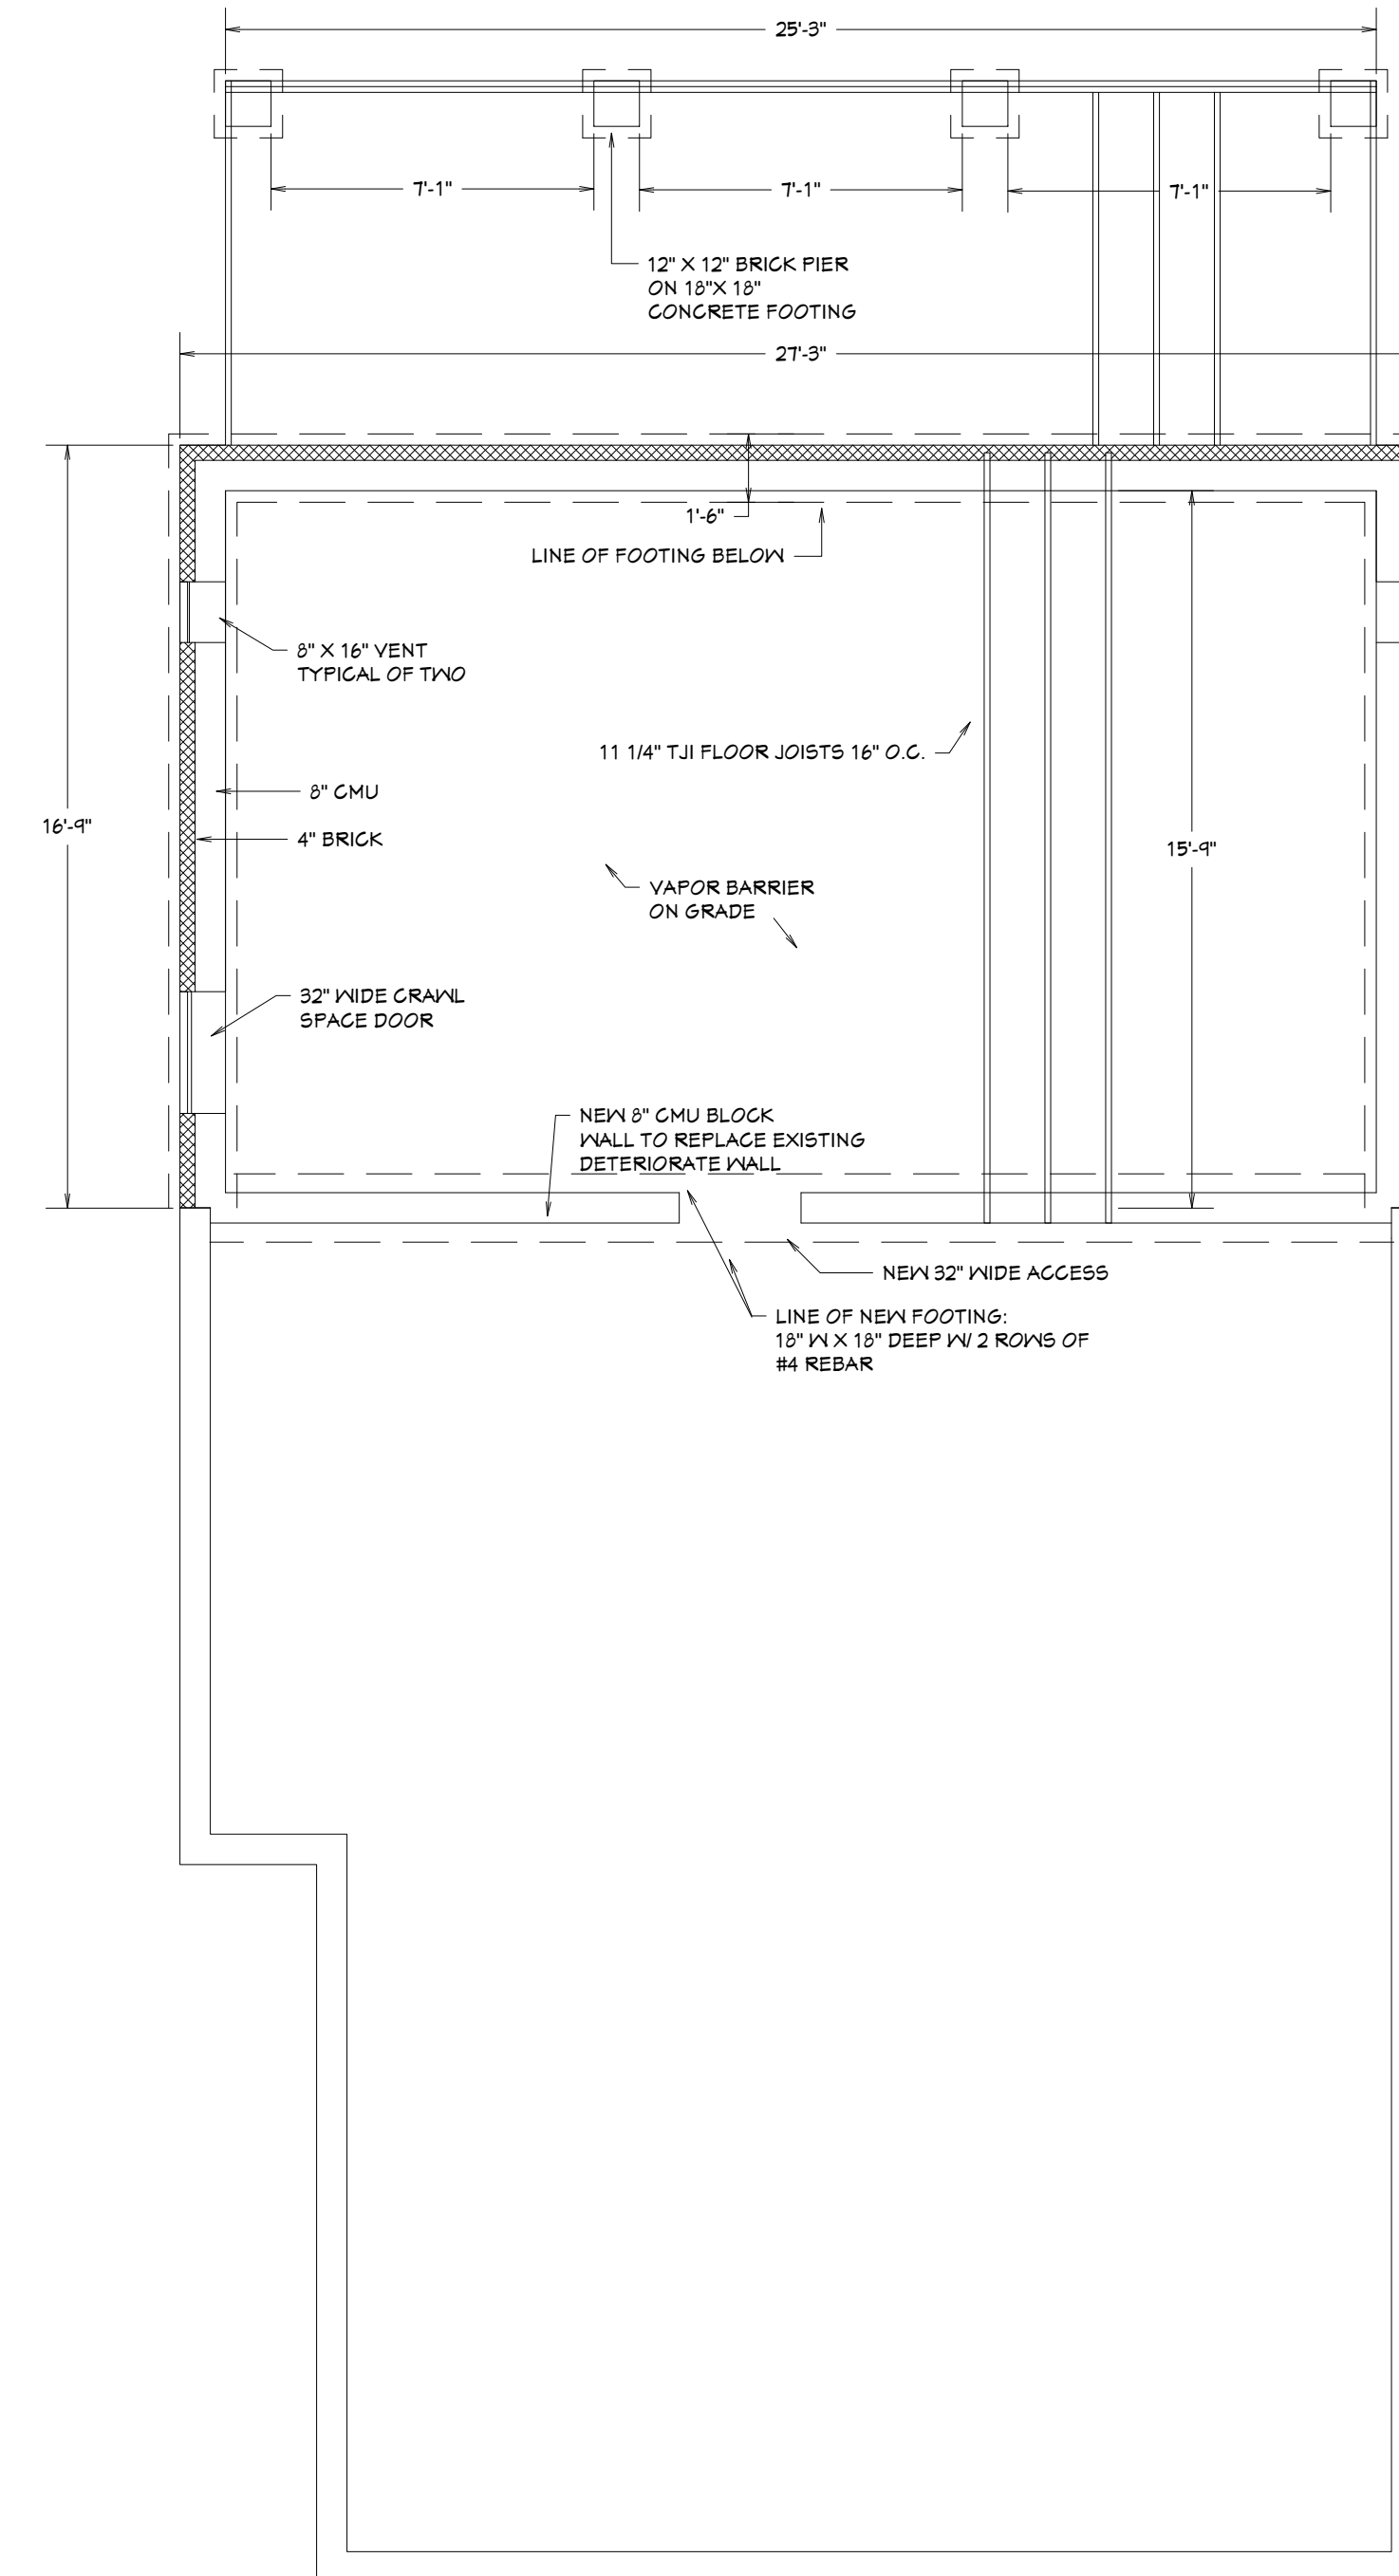 25'-3"
7'-1"
7'-1"
7'-1"
12" X 12" BRICK PIER
ON 18"X 18"
CONCRETE FOOTING
27'-3"
1'-6"
LINE OF FOOTING BELOW
8" X 16" VENT
TYPICAL OF TWO
11 1/4" TJI FLOOR JOISTS 16" O.C.
8" CMU
16'-9"
4" BRICK
15'-9"
VAPOR BARRIER
ON GRADE
32" WIDE CRAWL
SPACE DOOR
NEW 8" CMU BLOCK
WALL TO REPLACE EXISTING
DETERIORATE WALL
NEW 32" WIDE ACCESS
LINE OF NEW FOOTING:
18" W X 18" DEEP W/ 2 ROWS OF
#4 REBAR